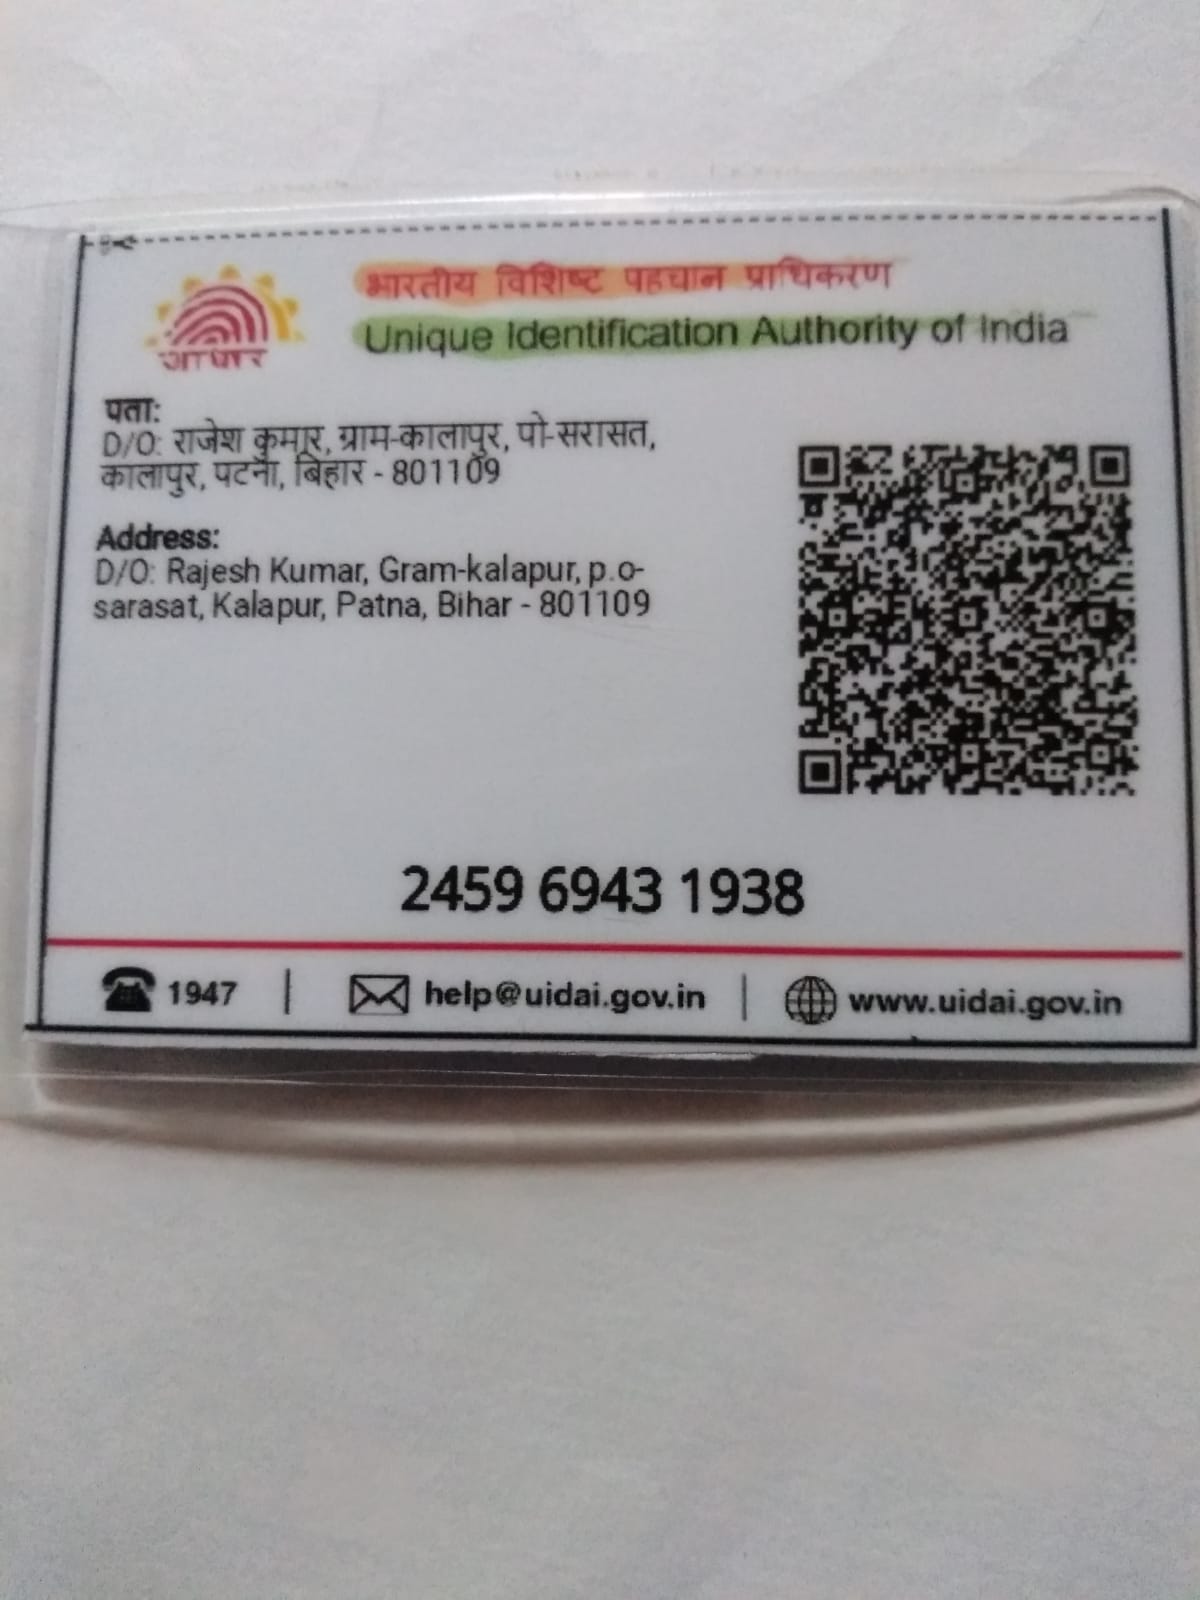 भारतीय विशिष्ट पहचान प्राधिकरण
Unique Identification Authority of India
आधार
पता:
D/O: राजेश कुमार, ग्राम-कालापुर, पो-सरासत,
कालापुर, पटना, बिहार - 801109
Address:
D/O: Rajesh Kumar, Gram-kalapur, p.o-
sarasat, Kalapur, Patna, Bihar - 801109
2459 6943 1938
1947 | help@uidai.gov.in | www.uidai.gov.in